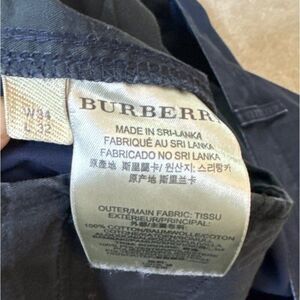 W34
L32
BURBERR
MADE IN SRI-LANKA
FABRIQUÉ AU SRI LANKA
FABRICADO NO SRI LANKA
原產地 斯里蘭卡/ 원산지: 스리랑카
原产地 斯里兰卡
OUTER/MAIN FABRIC: TISSU
EXTÉRIEUR/PRINCIPAL:
100% COTTON/BAUMWOLLE/COTON